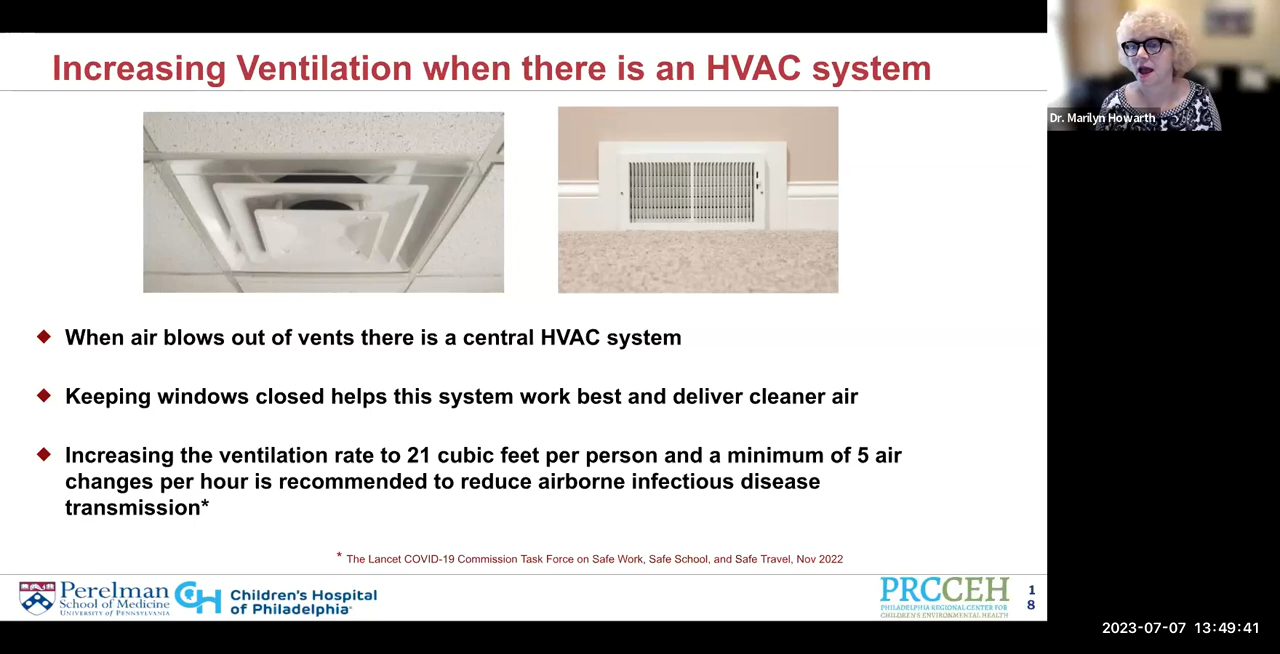 Increasing Ventilation when there is an HVAC system
Dr. Marilyn Howarth
When air blows out of vents there is a central HVAC system
Keeping windows closed helps this system work best and deliver cleaner air
Increasing the ventilation rate to 21 cubic feet per person and a minimum of 5 air
changes per hour is recommended to reduce airborne infectious disease
transmission*
* The Lancet COVID-19 Commission Task Force on Safe Work, Safe School, and Safe Travel, Nov 2022
Perelman
School of Medicine
UNIVERSITY of PENNSYLVANIA
CH
Children's Hospital
of Philadelphia
PRCCEH
PHILADELPHIA REGIONAL CENTER FOR
CHILDREN'S ENVIRONMENTAL HEALTH
1
8
2023-07-07 13:49:41